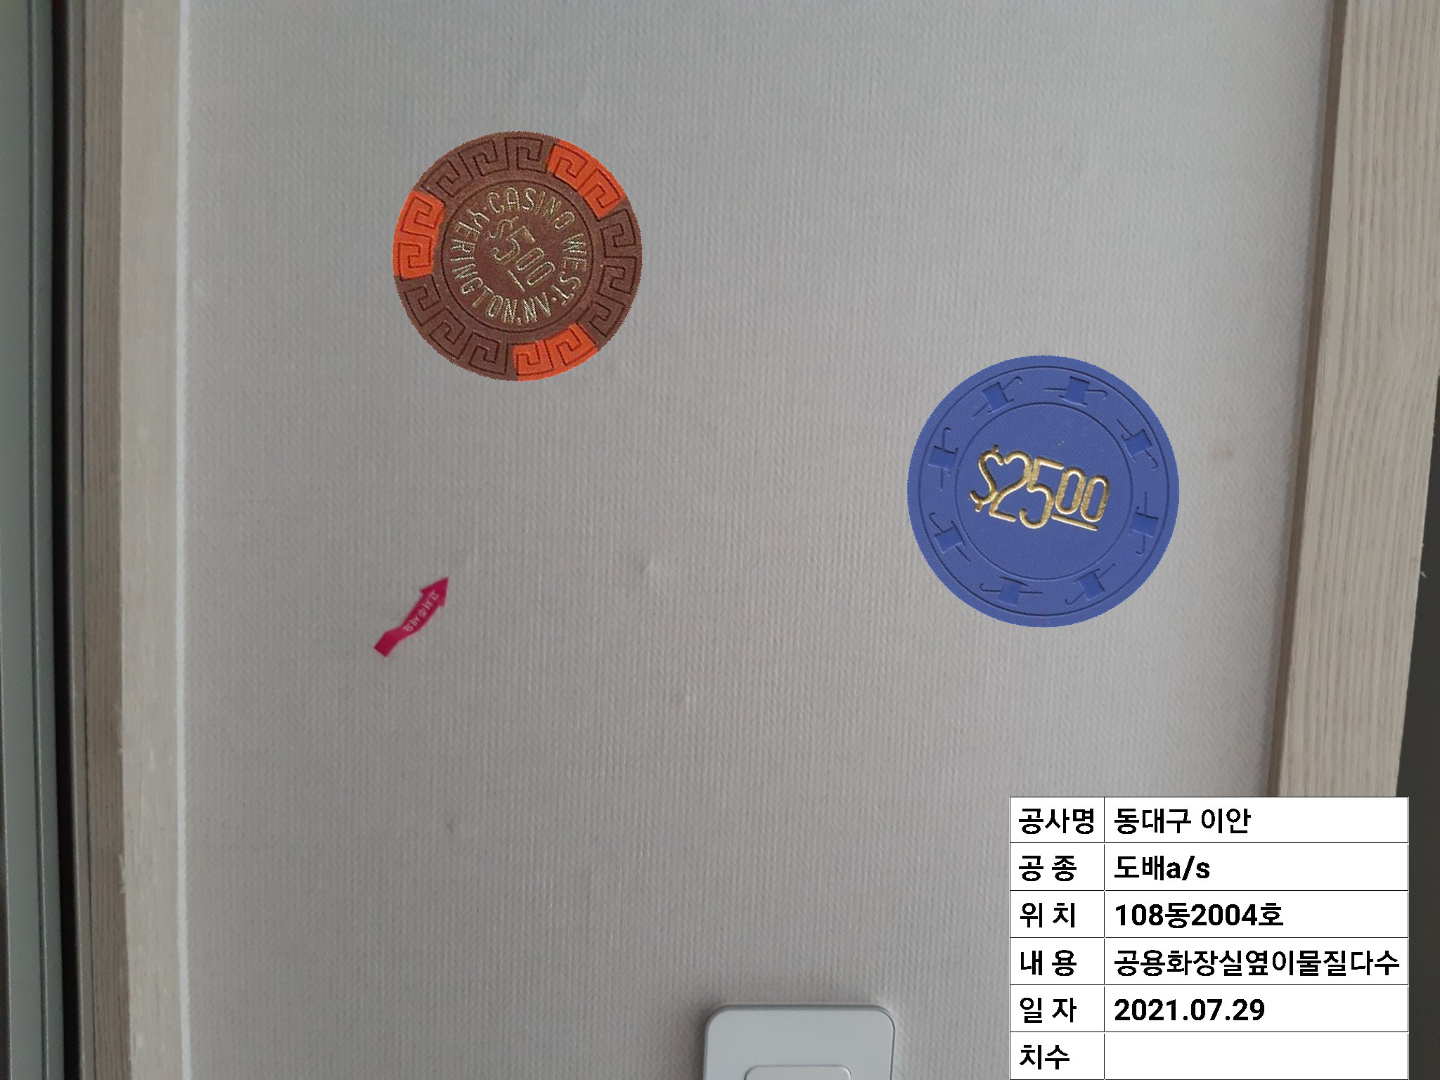 YERINGTON, NV · CASINO WEST ·
$5.00
$25.00
공사명 동대구 이안
공 종 도배a/s
위 치 108동2004호
내 용 공용화장실옆이물질다수
일 자 2021.07.29
치수